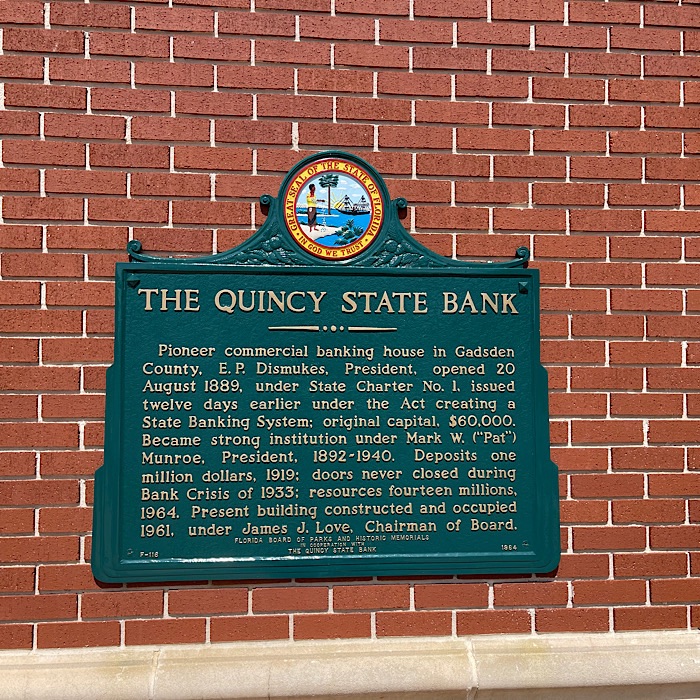 GREAT SEAL OF THE STATE OF FLORIDA
IN GOD WE TRUST
THE QUINCY STATE BANK
Pioneer commercial banking house in Gadsden
County, E.P. Dismukes, President, opened 20
August 1889, under State Charter No. 1, issued
twelve days earlier under the Act creating a
State Banking System; original capital, $60,000.
Became strong institution under Mark W. ("Pat")
Munroe, President, 1892-1940. Deposits one
million dollars, 1919; doors never closed during
Bank Crisis of 1933; resources fourteen millions,
1964. Present building constructed and occupied
1961, under James J. Love, Chairman of Board.
FLORIDA BOARD OF PARKS AND HISTORIC MEMORIALS
IN COOPERATION WITH
F-116 THE QUINCY STATE BANK 1964